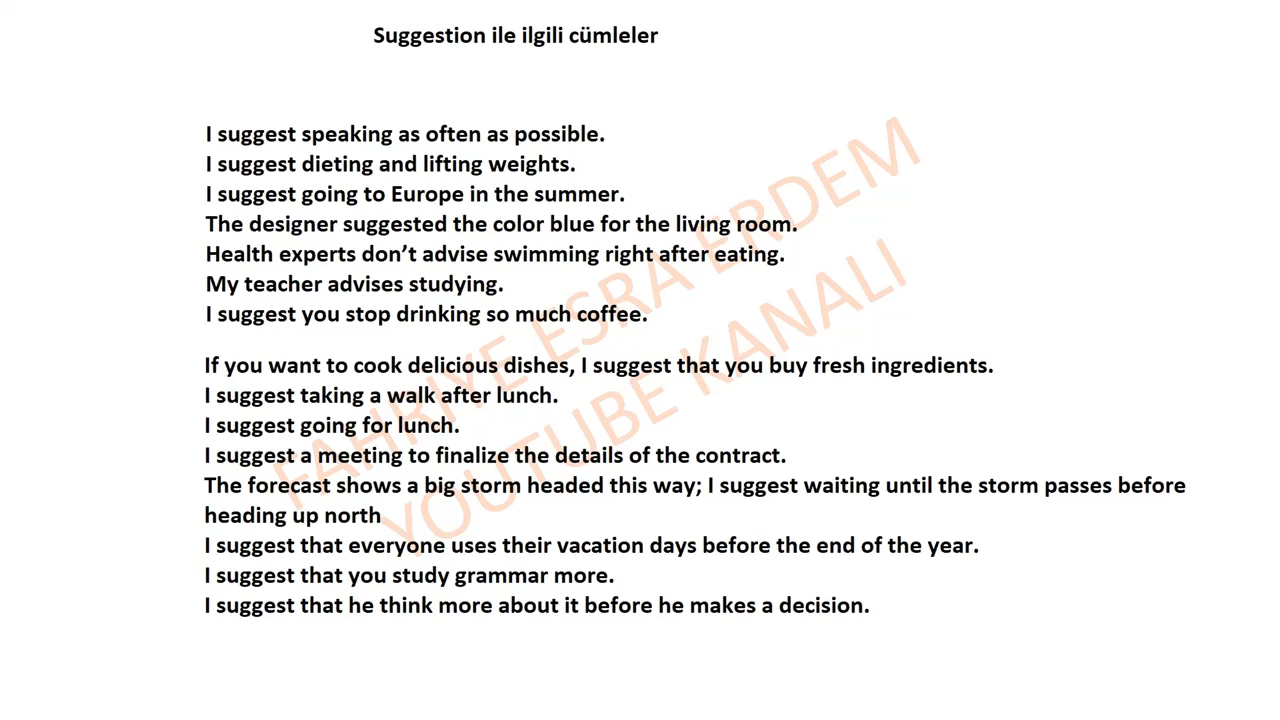 Suggestion ile ilgili cümleler
I suggest speaking as often as possible.
I suggest dieting and lifting weights.
I suggest going to Europe in the summer.
The designer suggested the color blue for the living room.
Health experts don’t advise swimming right after eating.
My teacher advises studying.
I suggest you stop drinking so much coffee.
If you want to cook delicious dishes, I suggest that you buy fresh ingredients.
I suggest taking a walk after lunch.
I suggest going for lunch.
I suggest a meeting to finalize the details of the contract.
The forecast shows a big storm headed this way; I suggest waiting until the storm passes before
heading up north
I suggest that everyone uses their vacation days before the end of the year.
I suggest that you study grammar more.
I suggest that he think more about it before he makes a decision.
FAHRIYE ESRA ERDEM
YOUTUBE KANALI